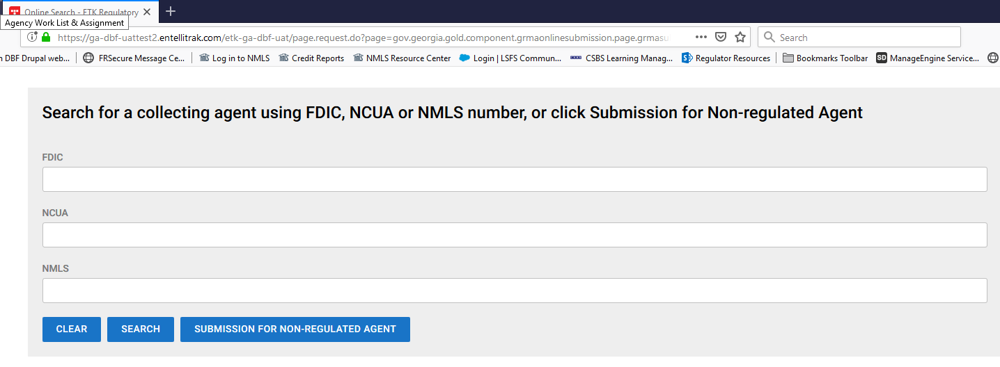 Online Search - ETK Regulatory
Agency Work List & Assignment
https://ga-dbf-uattest2.entellitrak.com/etk-ga-dbf-uat/page.request.do?page=gov.georgia.gold.component.grmaonlinesubmission.page.grmasu
Search
n DBF Drupal web... FRSecure Message Ce... Log in to NMLS Credit Reports NMLS Resource Center Login | LSFS Commun... CSBS Learning Manag... Regulator Resources Bookmarks Toolbar SD ManageEngine Service...
Search for a collecting agent using FDIC, NCUA or NMLS number, or click Submission for Non-regulated Agent
FDIC
NCUA
NMLS
CLEAR SEARCH SUBMISSION FOR NON-REGULATED AGENT